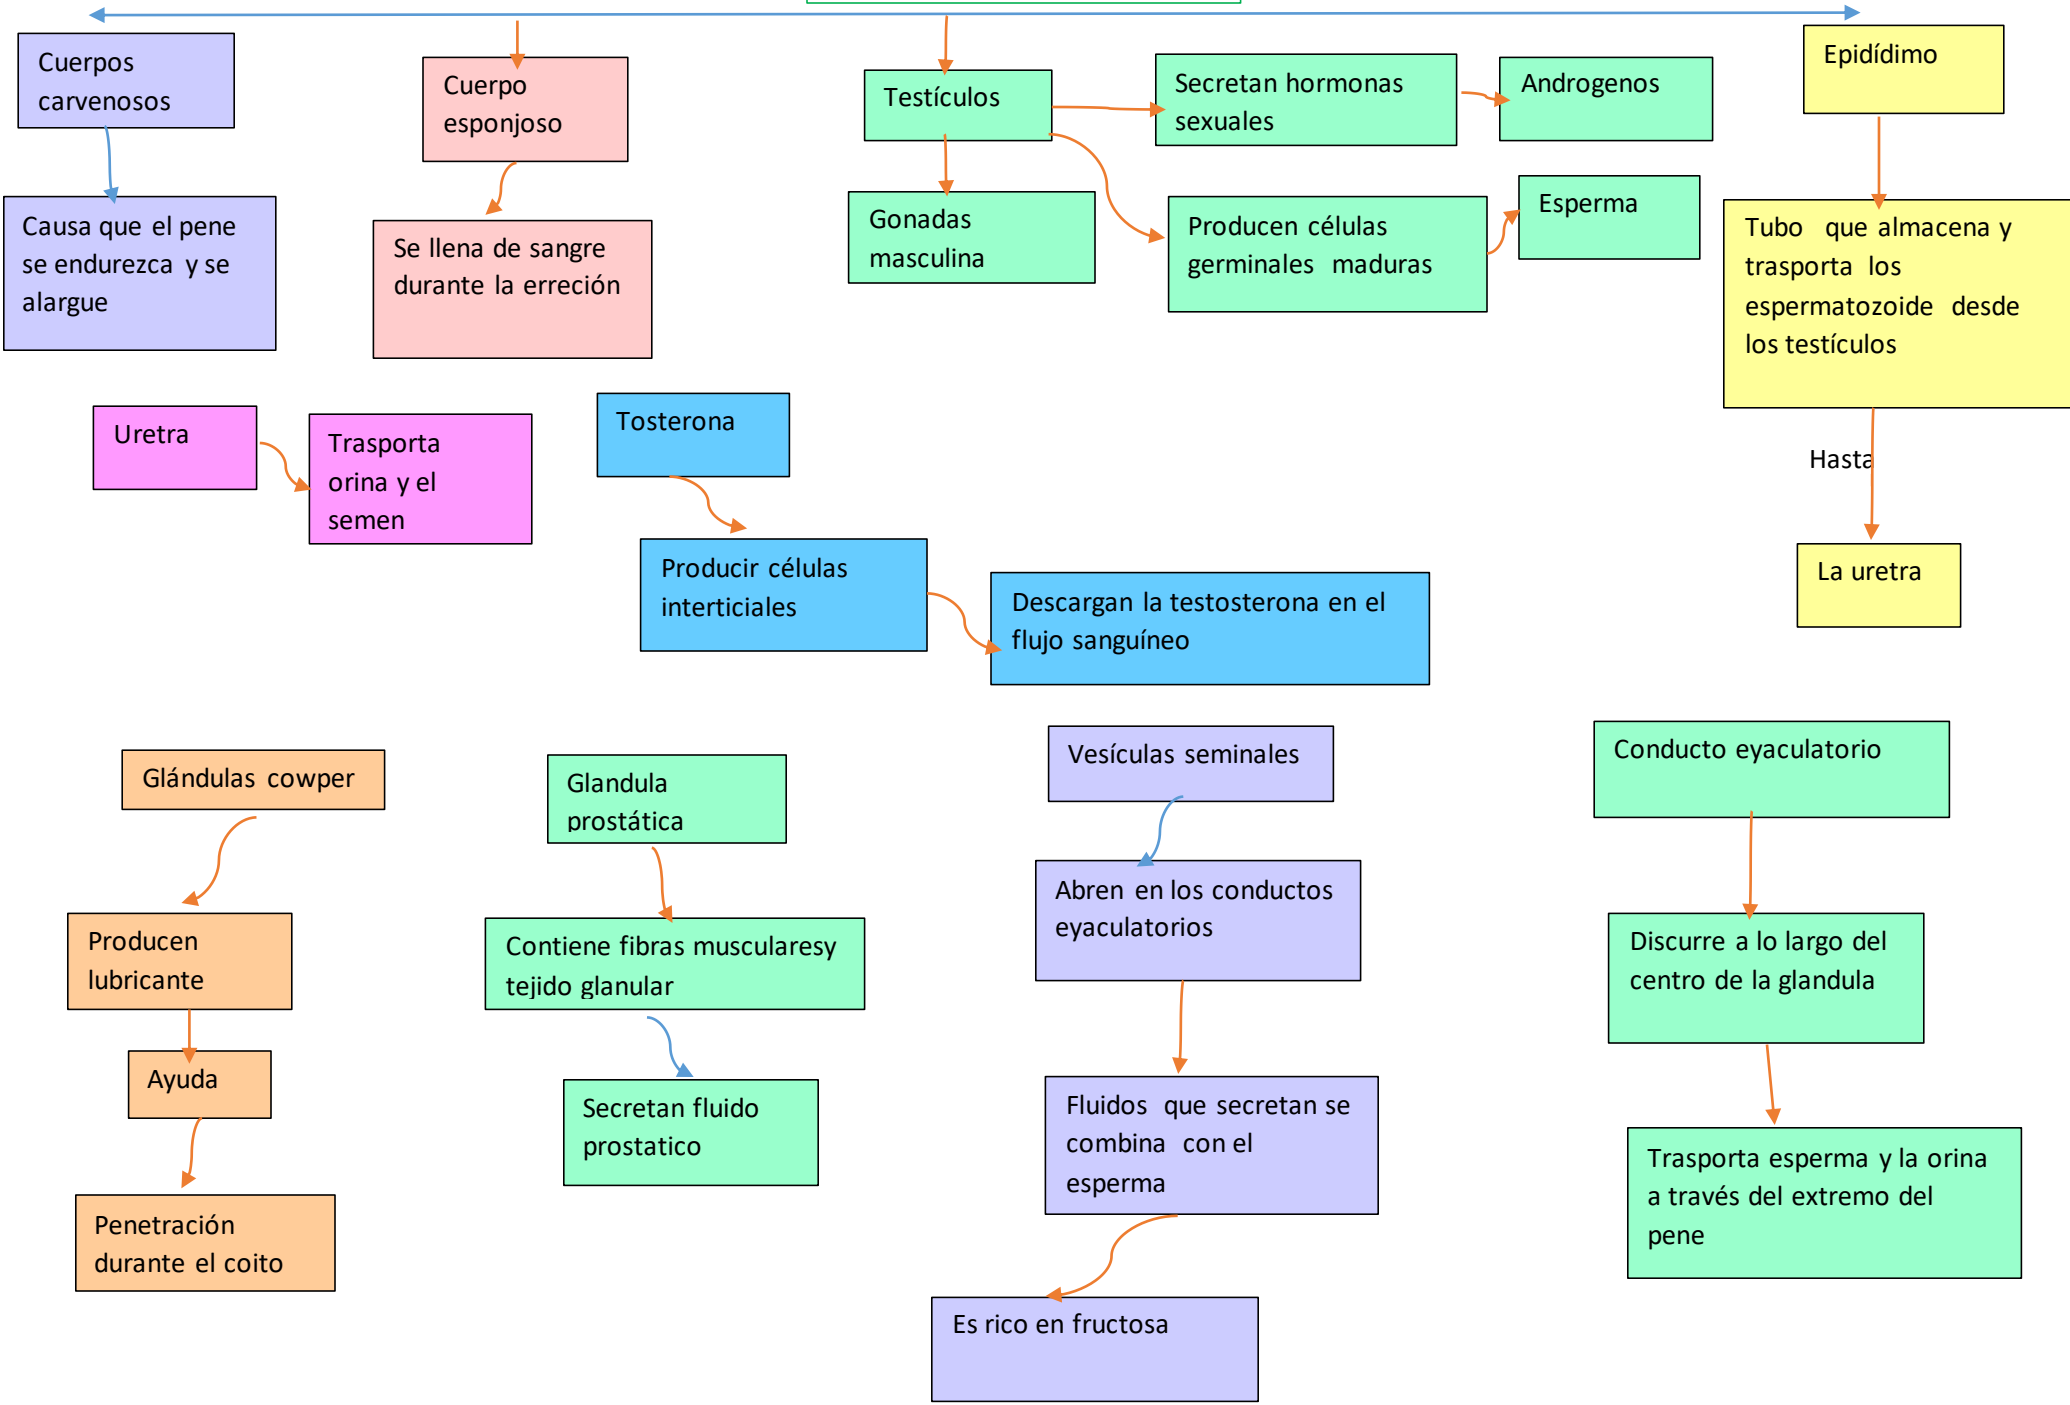 Cuerpos
carvenosos
Causa que el pene
se endurezca y se
alargue
Cuerpo
esponjoso
Se llena de sangre
durante la erreción
Testículos
Secretan hormonas
sexuales
Androgenos
Gonadas
masculina
Producen células
germinales maduras
Esperma
Epidídimo
Tubo que almacena y
trasporta los
espermatozoide desde
los testículos
Hasta
La uretra
Uretra
Trasporta
orina y el
semen
Tosterona
Producir células
interticiales
Descargan la testosterona en el
flujo sanguíneo
Glándulas cowper
Producen
lubricante
Ayuda
Penetración
durante el coito
Glandula
prostática
Contiene fibras muscularesy
tejido glanular
Secretan fluido
prostatico
Vesículas seminales
Abren en los conductos
eyaculatorios
Fluidos que secretan se
combina con el
esperma
Es rico en fructosa
Conducto eyaculatorio
Discurre a lo largo del
centro de la glandula
Trasporta esperma y la orina
a través del extremo del
pene